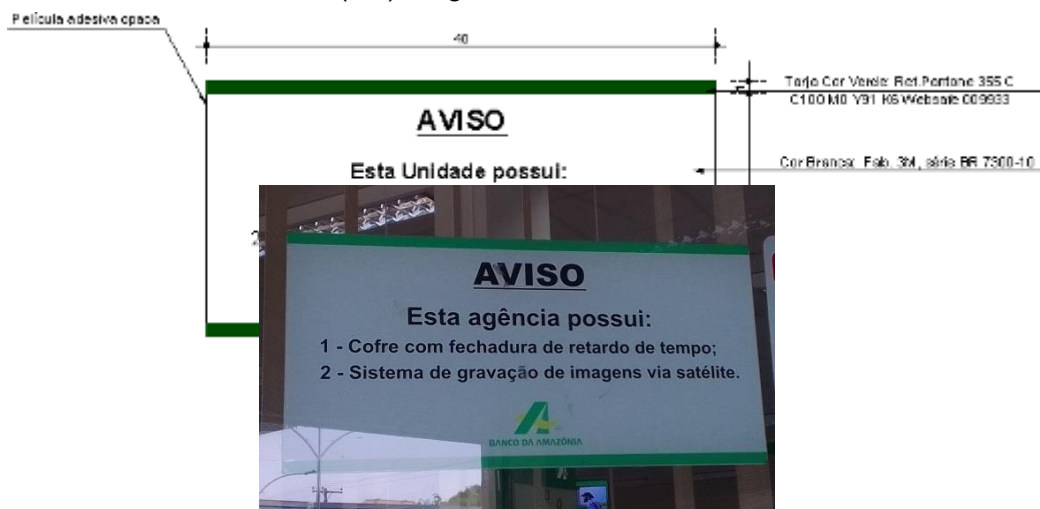 Película adesiva opaca
40
Tarja Cor Verde: Ref.Pantone 355 C
C100 M0 Y91 K6 Websafe 009933
AVISO
Cor Branca: Fab. 3M, série BR 7300-10
Esta Unidade possui:
AVISO
Esta agência possui:
1 - Cofre com fechadura de retardo de tempo;
2 - Sistema de gravação de imagens via satélite.
BANCO DA AMAZÔNIA